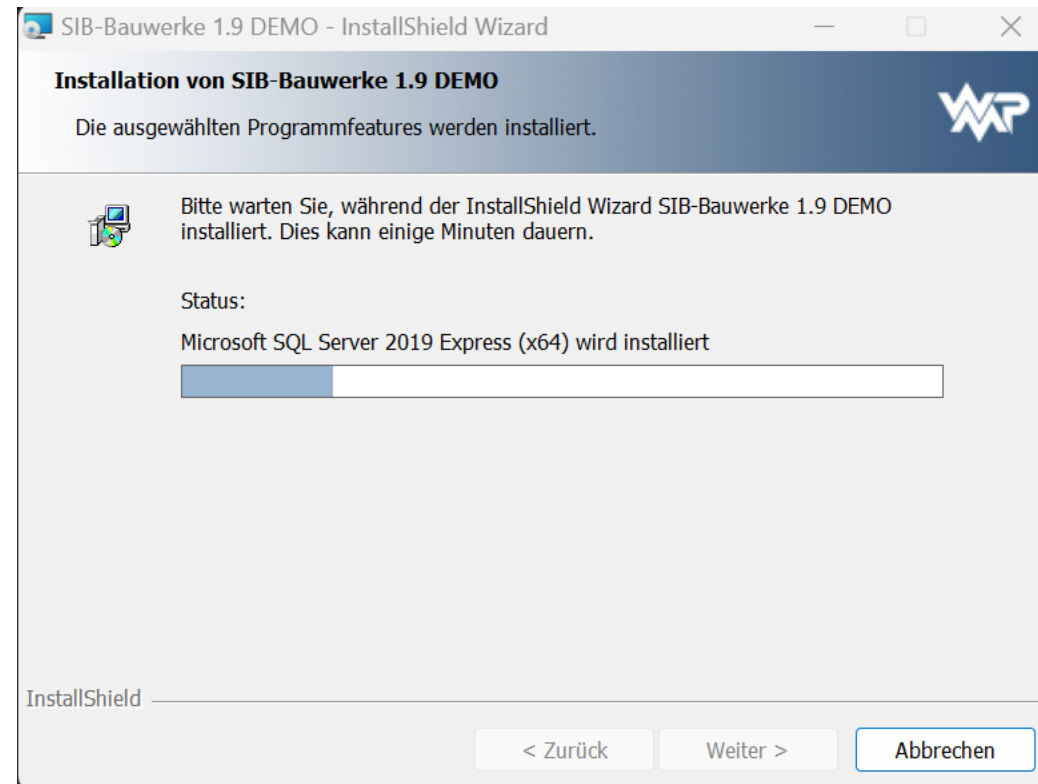 SIB-Bauwerke 1.9 DEMO - InstallShield Wizard
Installation von SIB-Bauwerke 1.9 DEMO
Die ausgewählten Programmfeatures werden installiert.
WMP
Bitte warten Sie, während der InstallShield Wizard SIB-Bauwerke 1.9 DEMO
installiert. Dies kann einige Minuten dauern.
Status:
Microsoft SQL Server 2019 Express (x64) wird installiert
InstallShield
< Zurück
Weiter >
Abbrechen